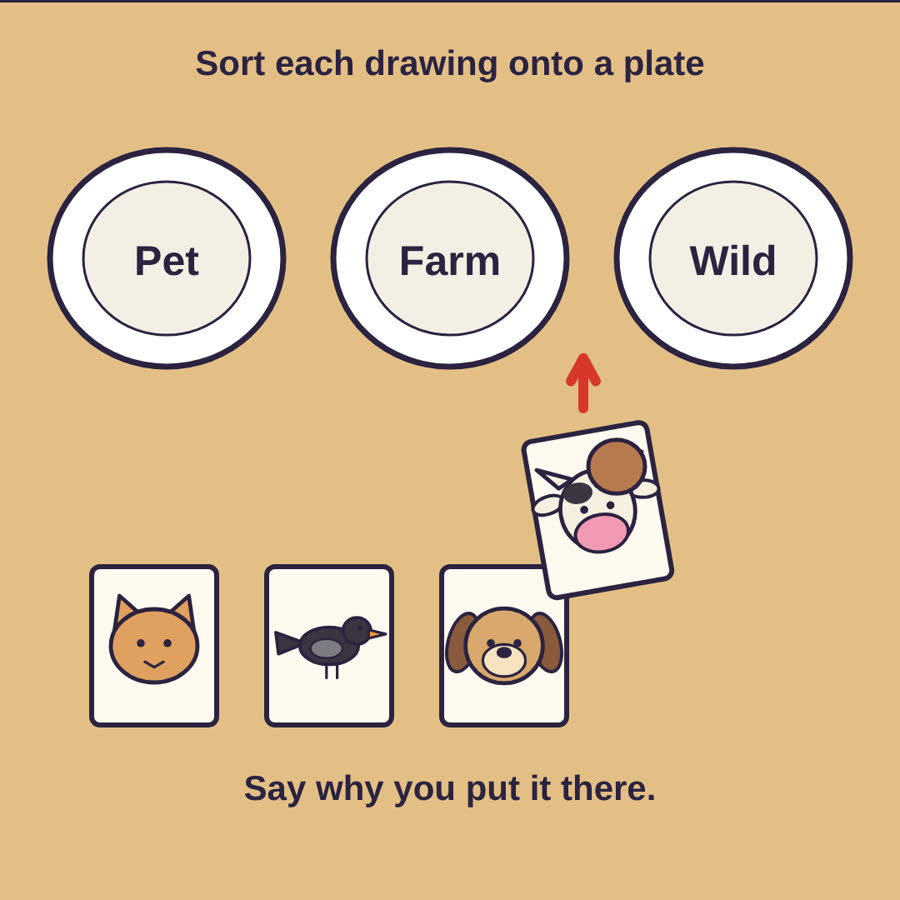 Sort each drawing onto a plate
Pet Farm Wild
Say why you put it there.